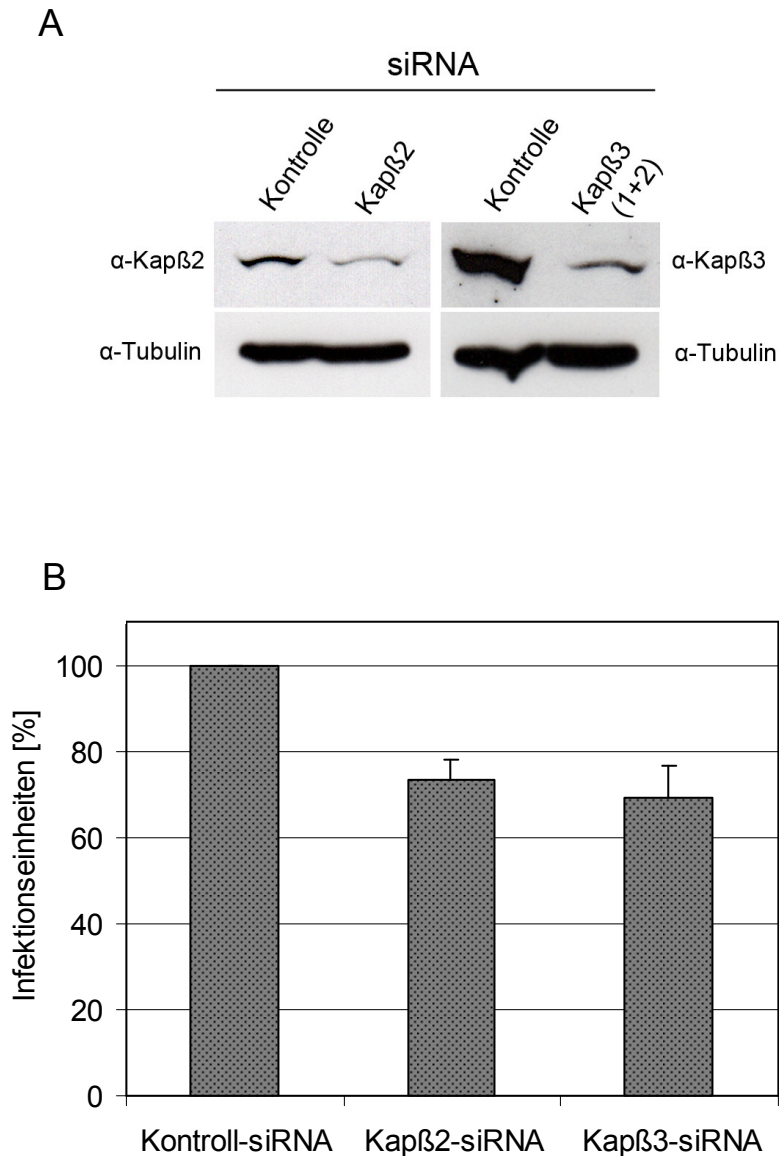 A
siRNA
Kontrolle
Kapß2
Kontrolle
Kapß3
(1+2)
α-Kapß2
α-Kapß3
α-Tubulin
α-Tubulin
B
Infektionseinheiten [%]
100
80
60
40
20
0
Kontroll-siRNA
Kapß2-siRNA
Kapß3-siRNA